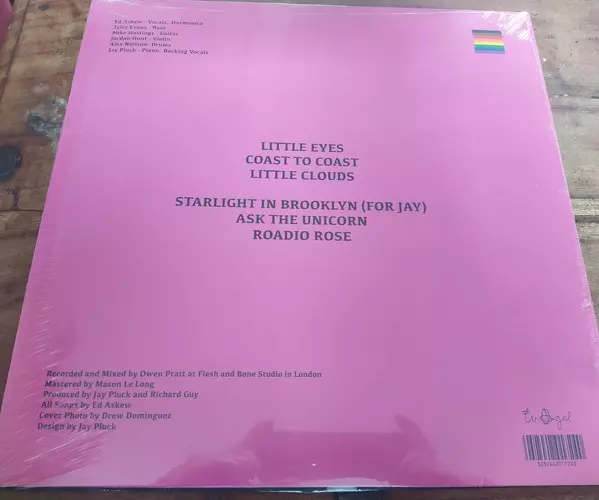 Ed Askew - Vocals, Harmonica
Tyler Evans - Bass
Mike Hastings - Guitar
Jordan Hunt - Violin
Alex Neilson - Drums
Jay Pluck - Piano, Backing Vocals
LITTLE EYES
COAST TO COAST
LITTLE CLOUDS
STARLIGHT IN BROOKLYN (FOR JAY)
ASK THE UNICORN
ROADIO ROSE
Recorded and Mixed by Owen Pratt at Flesh and Bone Studio in London
Mastered by Mason Le Long
Produced by Jay Pluck and Richard Guy
All Songs by Ed Askew
Cover Photo by Drew Dominguez
Design by Jay Pluck